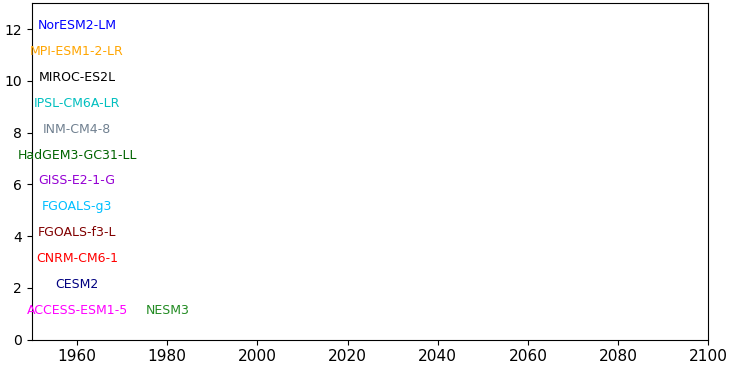 12
NorESM2-LM
MPI-ESM1-2-LR
10
MIROC-ES2L
IPSL-CM6A-LR
8
INM-CM4-8
HadGEM3-GC31-LL
6
GISS-E2-1-G
FGOALS-g3
4
FGOALS-f3-L
CNRM-CM6-1
2
CESM2
ACCESS-ESM1-5 NESM3
0
1960 1980 2000 2020 2040 2060 2080 2100